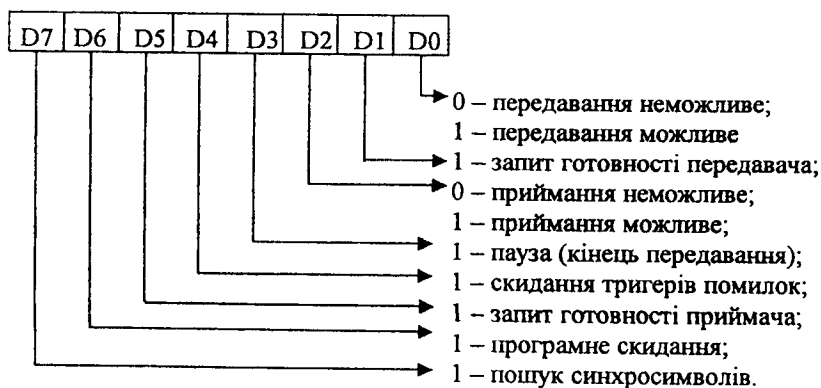 D7 D6 D5 D4 D3 D2 D1 D0
0 – передавання неможливе;
1 – передавання можливе
1 – запит готовності передавача;
0 – приймання неможливе;
1 – приймання можливе;
1 – пауза (кінець передавання);
1 – скидання тригерів помилок;
1 – запит готовності приймача;
1 – програмне скидання;
1 – пошук синхросимволів.